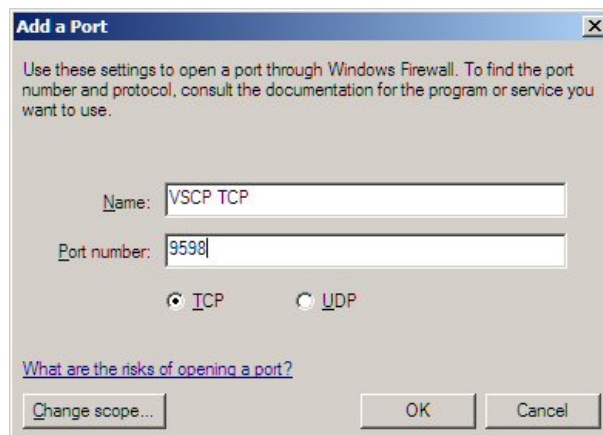 Add a Port
Use these settings to open a port through Windows Firewall. To find the port
number and protocol, consult the documentation for the program or service you
want to use.
Name: VSCP TCP
Port number: 9598
TCP UDP
What are the risks of opening a port?
Change scope... OK Cancel